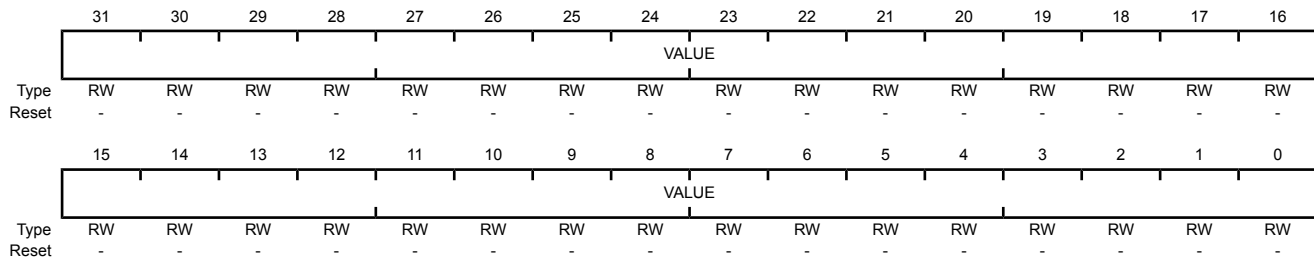 31 30 29 28 27 26 25 24 23 22 21 20 19 18 17 16
VALUE
Type RW RW RW RW RW RW RW RW RW RW RW RW RW RW RW RW
Reset - - - - - - - - - - - - - - - -
15 14 13 12 11 10 9 8 7 6 5 4 3 2 1 0
VALUE
Type RW RW RW RW RW RW RW RW RW RW RW RW RW RW RW RW
Reset - - - - - - - - - - - - - - - -